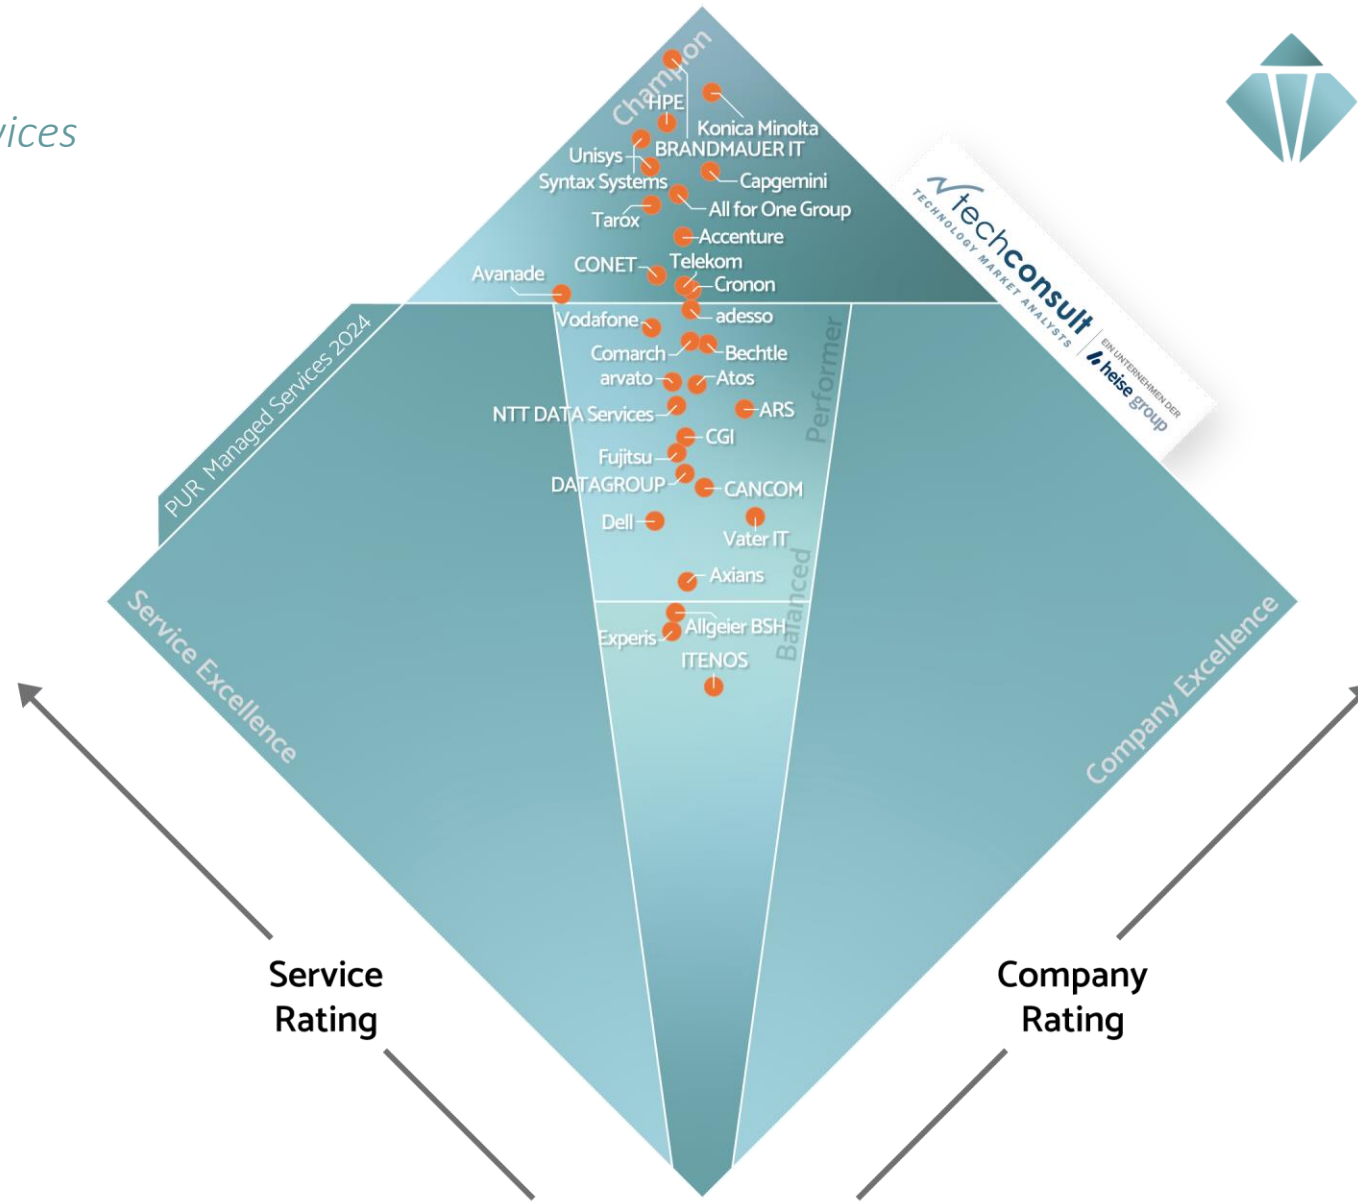 Champion
HPE
Konica Minolta
BRANDMAUER IT
Unisys
Syntax Systems
Capgemini
Tarox
All for One Group
Accenture
CONET
Telekom
Avanade
Cronon
adesso
Vodafone
Comarch
Bechtle
arvato
Atos
NTT DATA Services
ARS
CGI
Fujitsu
DATAGROUP
CANCOM
Dell
Vater IT
Axians
Allgeier BSH
Experis
ITENOS
Performer
Balanced
PUR Managed Services 2024
techconsult
TECHNOLOGY MARKET ANALYSTS
EIN UNTERNEHMEN DER
heise group
Service Excellence
Company Excellence
Service
Rating
Company
Rating